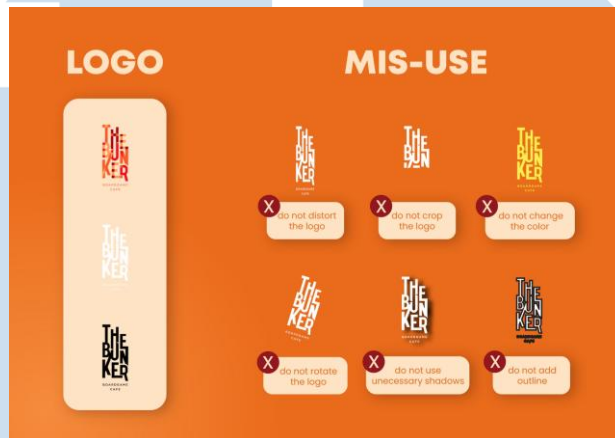 LOGO
MIS-USE
THE
BUN
KER
BOARDGAME
CAFE
THE
BUN
KER
THE
BUN
KER
BOARDGAME
CAFE
THE
BUN
KER
X
do not distort
the logo
THE
BUN
X
do not crop
the logo
THE
BUN
KER
X
do not change
the color
THE
BUN
KER
BOARDGAME
CAFE
X
do not rotate
the logo
THE
BUN
KER
X
do not use
unecessary shadows
THE
BUN
KER
X
do not add
outline